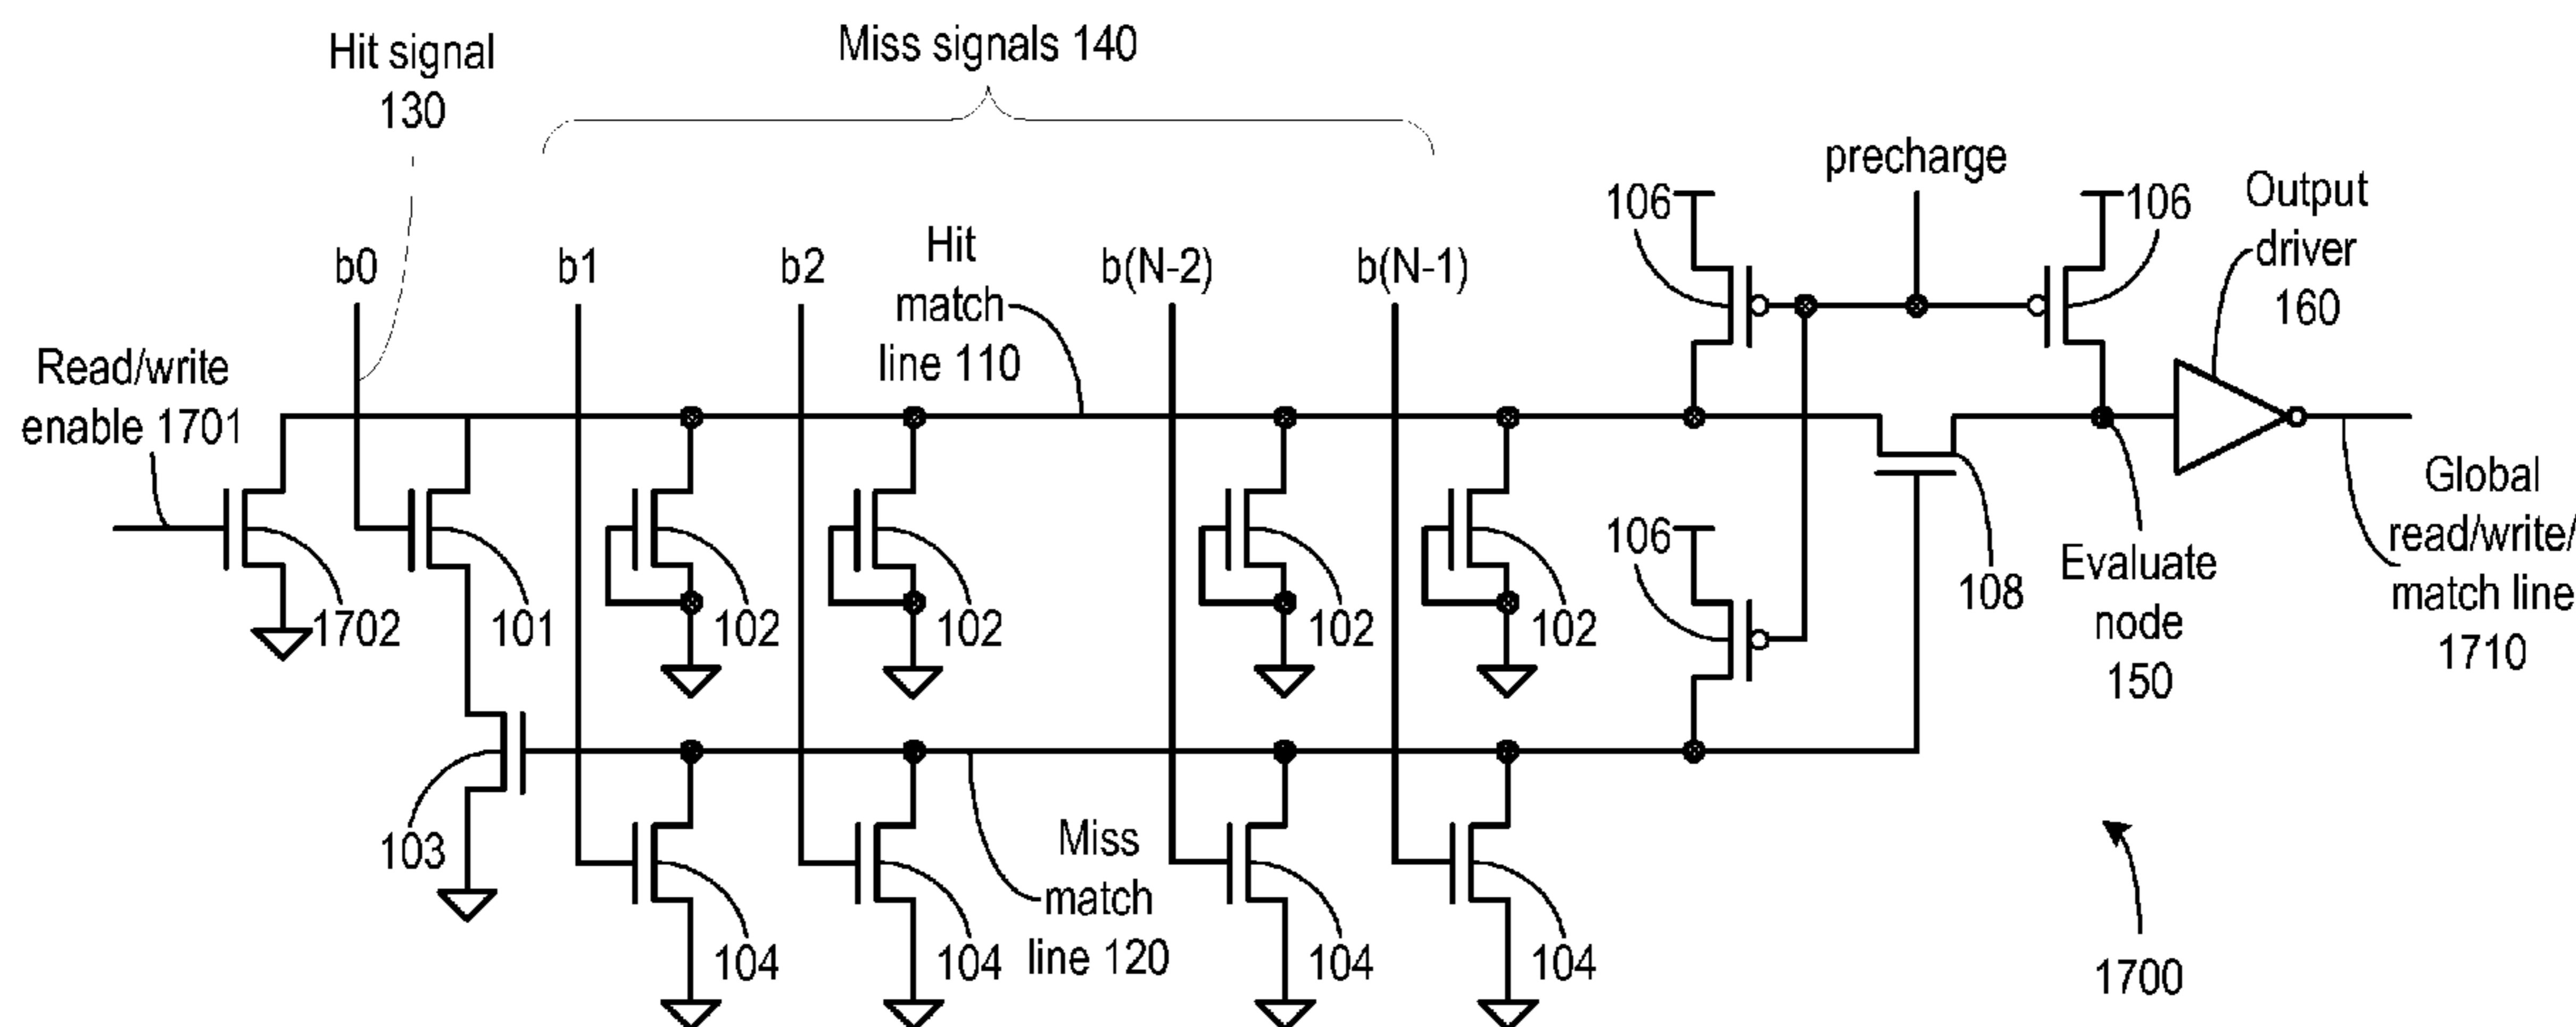 Hit signal
130
Miss signals 140
precharge
b0
b1
b2
Hit
match
line 110
b(N-2)
b(N-1)
106
106
Output
driver
160
Read/write
enable 1701
1702
101
102
102
102
102
106
108
Evaluate
node
150
Global
read/write/
match line
1710
103
104
104
Miss
match
line 120
104
104
1700